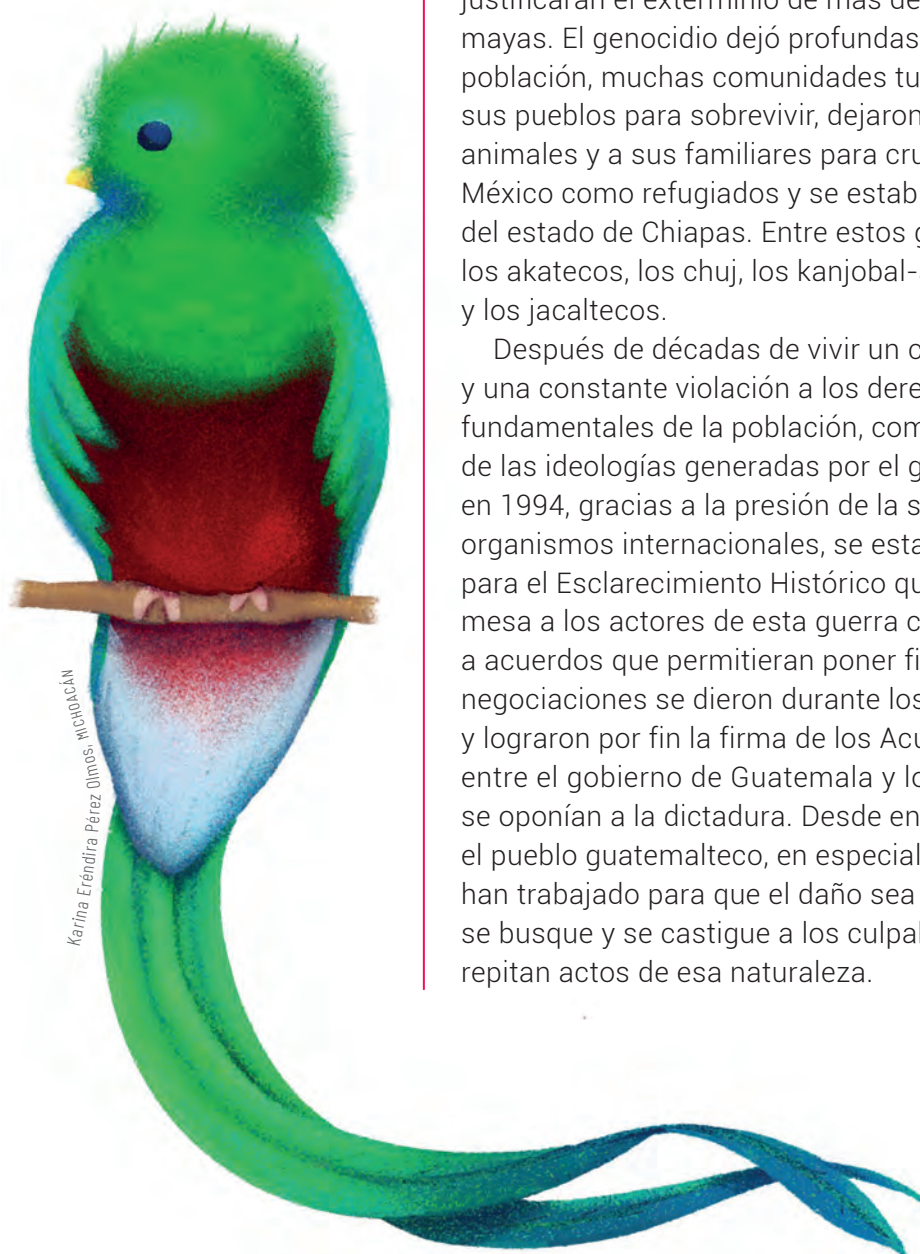 justificaran el exterminio de más de
mayas. El genocidio dejó profundas
población, muchas comunidades tu
sus pueblos para sobrevivir, dejaron
animales y a sus familiares para cru
México como refugiados y se estab
del estado de Chiapas. Entre estos g
los akatecos, los chuj, los kanjobal-
y los jacaltecos.
Después de décadas de vivir un c
y una constante violación a los dere
fundamentales de la población, com
de las ideologías generadas por el g
en 1994, gracias a la presión de la s
organismos internacionales, se esta
para el Esclarecimiento Histórico qu
mesa a los actores de esta guerra c
a acuerdos que permitieran poner fi
negociaciones se dieron durante los
y lograron por fin la firma de los Acu
entre el gobierno de Guatemala y lo
se oponían a la dictadura. Desde en
el pueblo guatemalteco, en especial
han trabajado para que el daño sea
se busque y se castigue a los culpal
repitan actos de esa naturaleza.
Karina Eréndira Pérez Olmos, MICHOACÁN